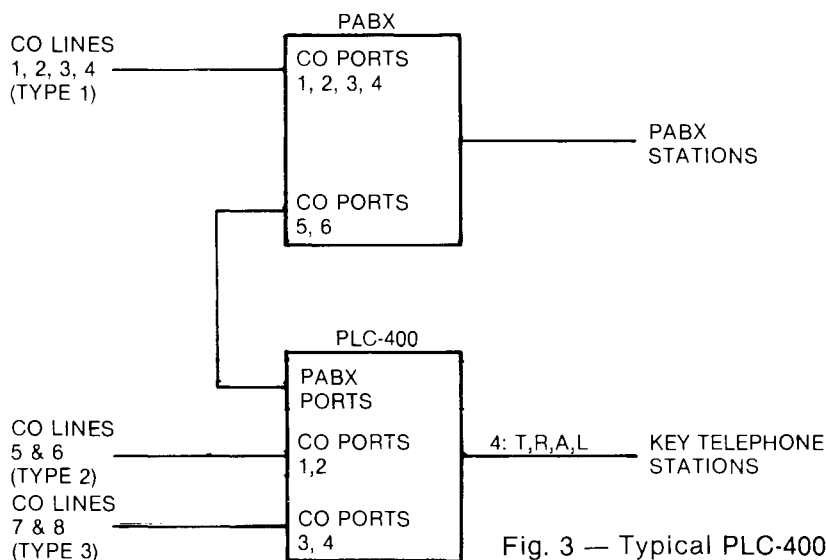 PABX
CO LINES
1, 2, 3, 4
(TYPE 1)
CO PORTS
1, 2, 3, 4
PABX
STATIONS
CO PORTS
5, 6
PLC-400
PABX
PORTS
CO LINES
5 & 6
(TYPE 2)
CO PORTS
1,2
4: T,R,A,L
KEY TELEPHONE
STATIONS
CO LINES
7 & 8
(TYPE 3)
CO PORTS
3, 4
Fig. 3 — Typical PLC-400